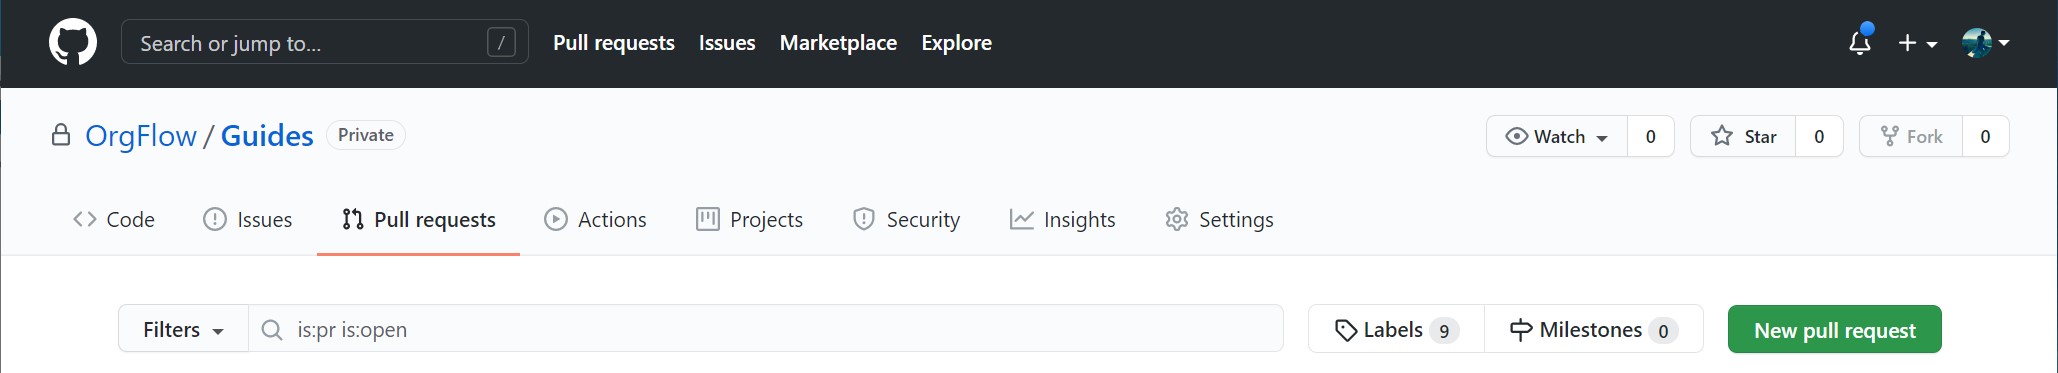 Search or jump to... / Pull requests Issues Marketplace Explore
OrgFlow / Guides Private Watch 0 Star 0 Fork 0
Code Issues Pull requests Actions Projects Security Insights Settings
Filters is:pr is:open Labels 9 Milestones 0 New pull request